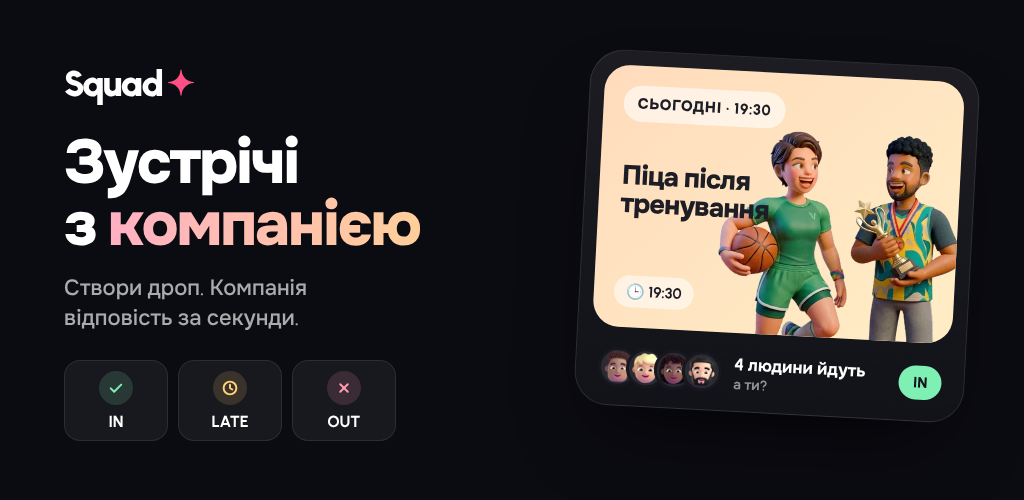 Squad
Зустрічі
з компанією
Створи дроп. Компанія
відповість за секунди.
IN
LATE
OUT
СЬОГОДНІ · 19:30
Піца після
тренування
19:30
4 людини йдуть
а ти?
IN